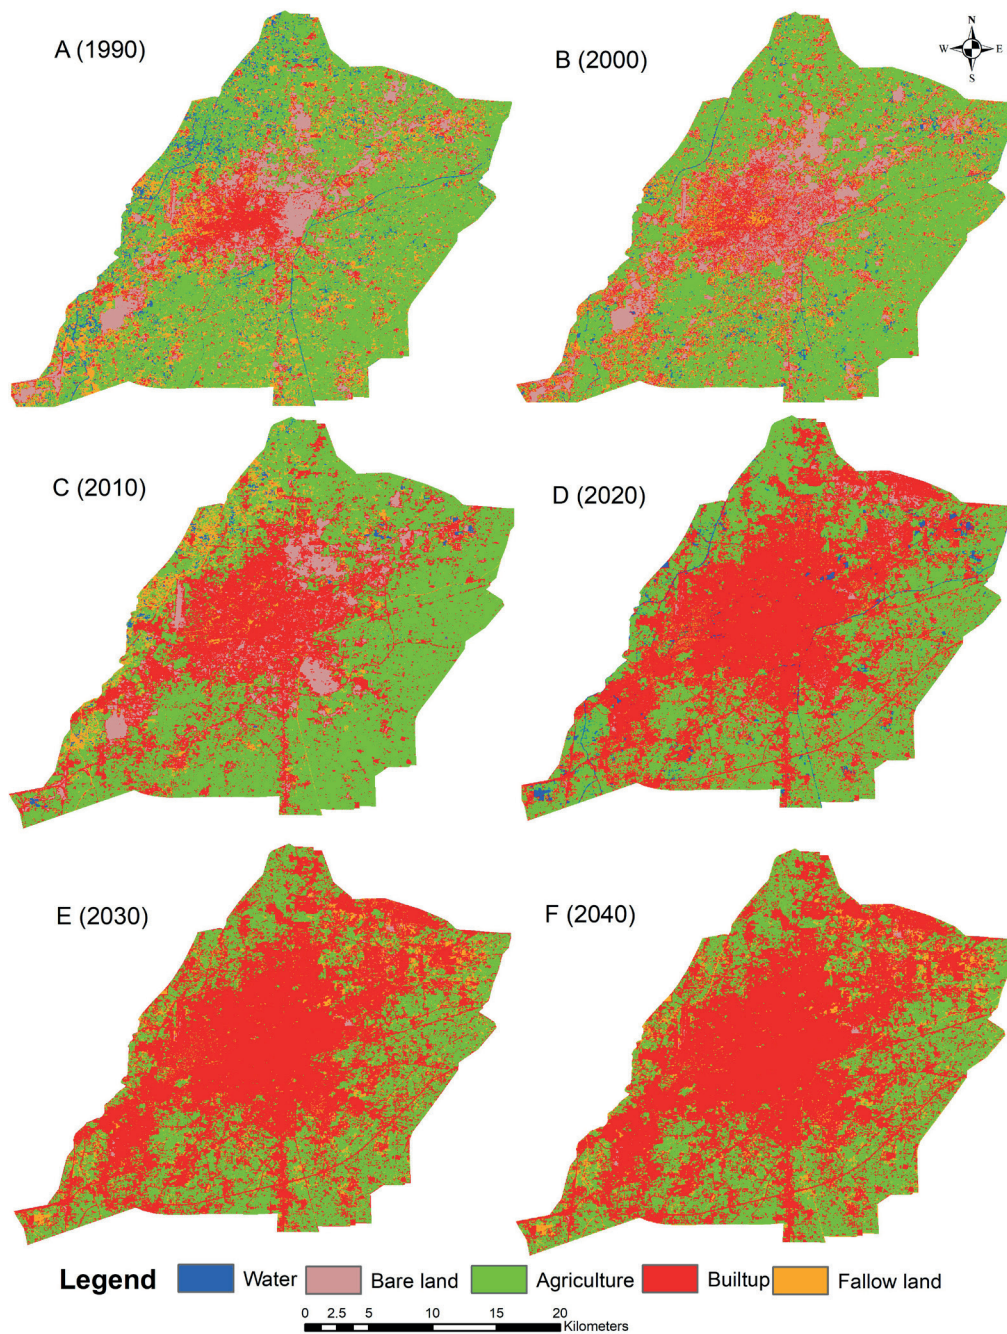 A (1990)
B (2000)
N
W E
S
C (2010)
D (2020)
E (2030)
F (2040)
Legend Water Bare land Agriculture Builtup Fallow land
0 2.5 5 10 15 20
Kilometers